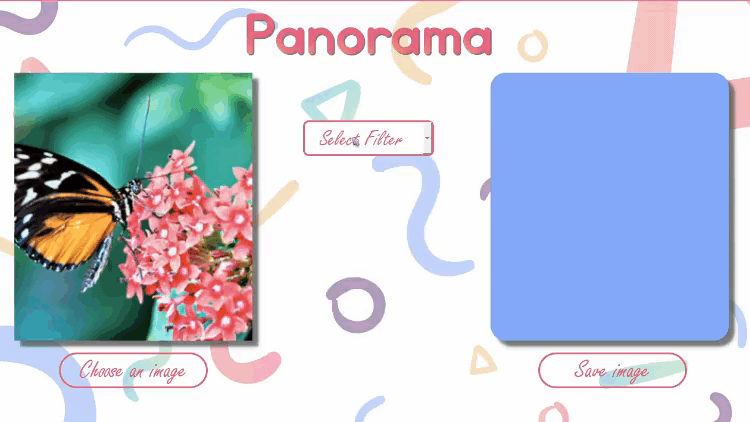 Panorama
Select Filter
Choose an image
Save image